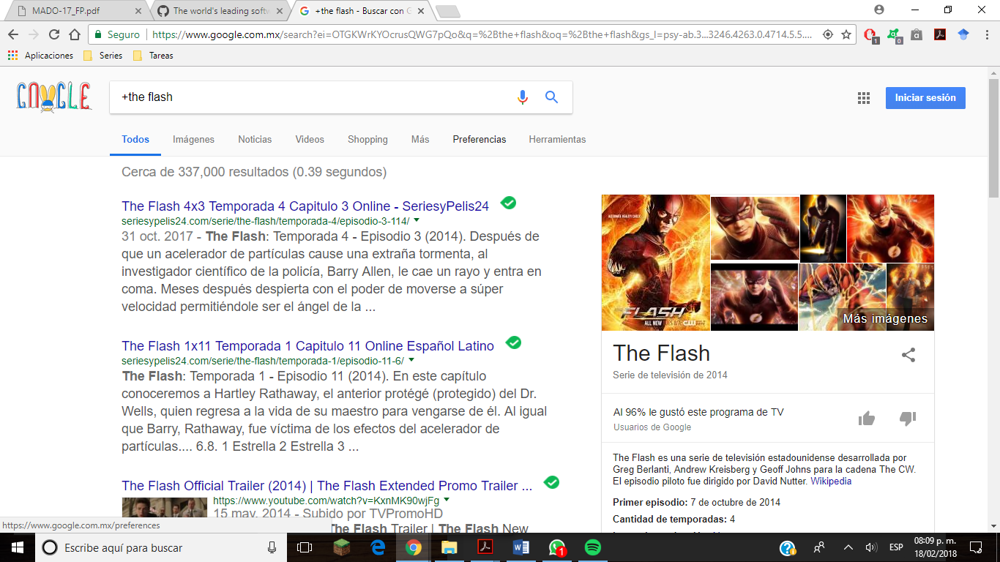 MADO-17_FP.pdf
The world's leading softw
+the flash - Buscar con G
Seguro
https://www.google.com.mx/search?ei=OTGKWrKYOcrusQWG7pQo&q=%2Bthe+flash&oq=%2Bthe+flash&gs_l=psy-ab.3...3246.4263.0.4714.5.5....
1
0
Aplicaciones
Series
Tareas
GOOGLE
+the flash
Iniciar sesión
Todos
Imágenes
Noticias
Videos
Shopping
Más
Preferencias
Herramientas
Cerca de 337,000 resultados (0.39 segundos)
The Flash 4x3 Temporada 4 Capitulo 3 Online - SeriesyPelis24
seriesypelis24.com/serie/the-flash/temporada-4/episodio-3-114/
31 oct. 2017 - The Flash: Temporada 4 - Episodio 3 (2014). Después de
que un acelerador de partículas cause una extraña tormenta, al
investigador científico de la policía, Barry Allen, le cae un rayo y entra en
coma. Meses después despierta con el poder de moverse a súper
velocidad permitiéndole ser el ángel de la ...
The Flash 1x11 Temporada 1 Capitulo 11 Online Español Latino
seriesypelis24.com/serie/the-flash/temporada-1/episodio-11-6/
The Flash: Temporada 1 - Episodio 11 (2014). En este capítulo
conoceremos a Hartley Rathaway, el anterior protégé (protegido) del Dr.
Wells, quien regresa a la vida de su maestro para vengarse de él. Al igual
que Barry, Rathaway, fue víctima de los efectos del acelerador de
partículas.... 6.8. 1 Estrella 2 Estrella 3 ...
The Flash Official Trailer (2014) | The Flash Extended Promo Trailer ...
https://www.youtube.com/watch?v=KxnMK90wjFg
15 may. 2014 - Subido por TVPromoHD
The Flash Trailer | The Flash New
https://www.google.com.mx/preferences
THE FLASH
ALL NEW TUES 8/7c CW
Más imágenes
The Flash
Serie de televisión de 2014
Al 96% le gustó este programa de TV
Usuarios de Google
The Flash es una serie de televisión estadounidense desarrollada por
Greg Berlanti, Andrew Kreisberg y Geoff Johns para la cadena The CW.
El episodio piloto fue dirigido por David Nutter. Wikipedia
Primer episodio: 7 de octubre de 2014
Cantidad de temporadas: 4
Escribe aquí para buscar
1
ESP
08:09 p. m.
18/02/2018